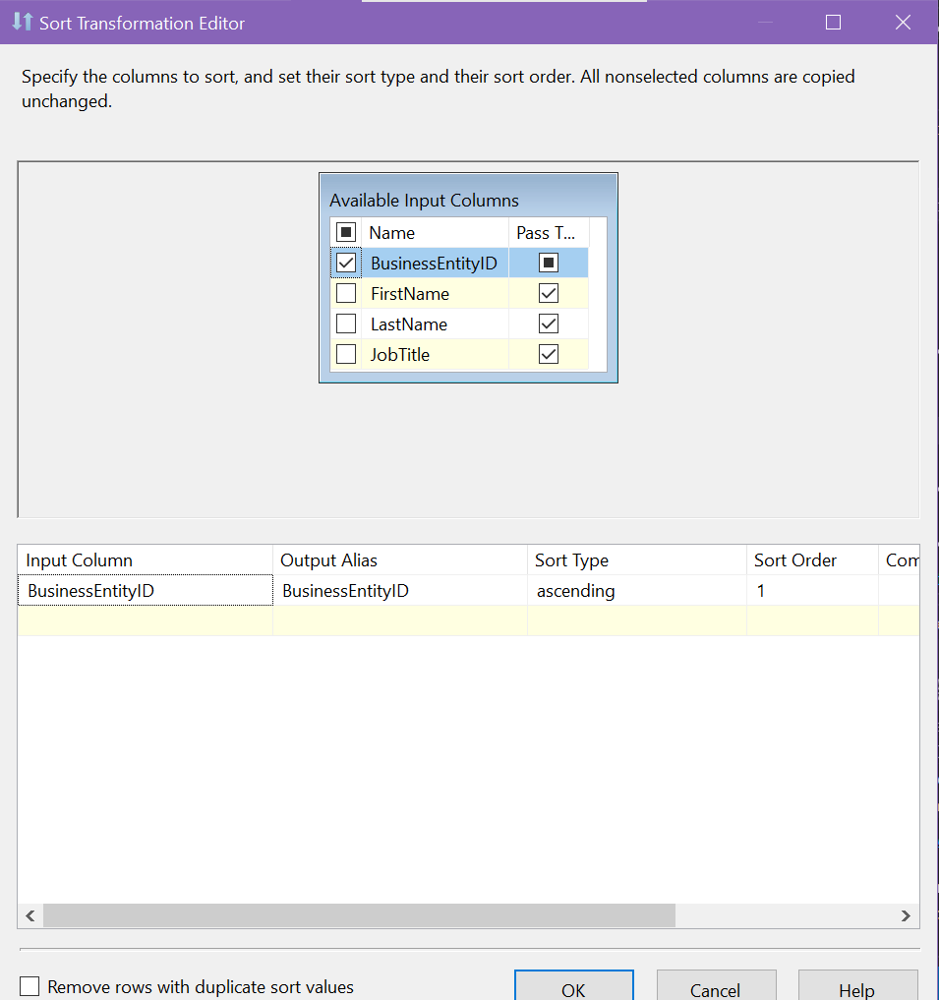 Sort Transformation Editor
Specify the columns to sort, and set their sort type and their sort order. All nonselected columns are copied
unchanged.
Available Input Columns
Name Pass T...
BusinessEntityID
FirstName
LastName
JobTitle
Input Column Output Alias Sort Type Sort Order Com
BusinessEntityID BusinessEntityID ascending 1
Remove rows with duplicate sort values OK Cancel Help